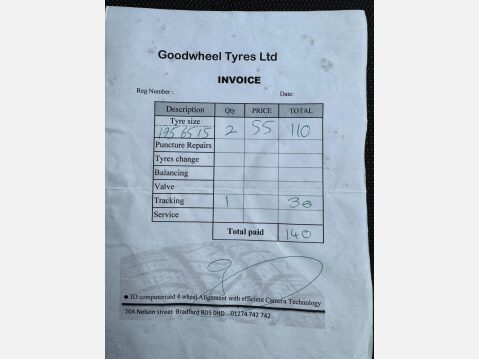 Goodwheel Tyres Ltd
INVOICE
Reg Number : Date:
Description Qty PRICE TOTAL
Tyre size
195 65 15 2 55 110
Puncture Repairs
Tyres change
Balancing
Valve
Tracking 1 30
Service
Total paid 140
● 3D computerised 4 wheel Alignment with efficient Camera Technology
20A Nelson street Bradford BD5 0HD 01274 742 742